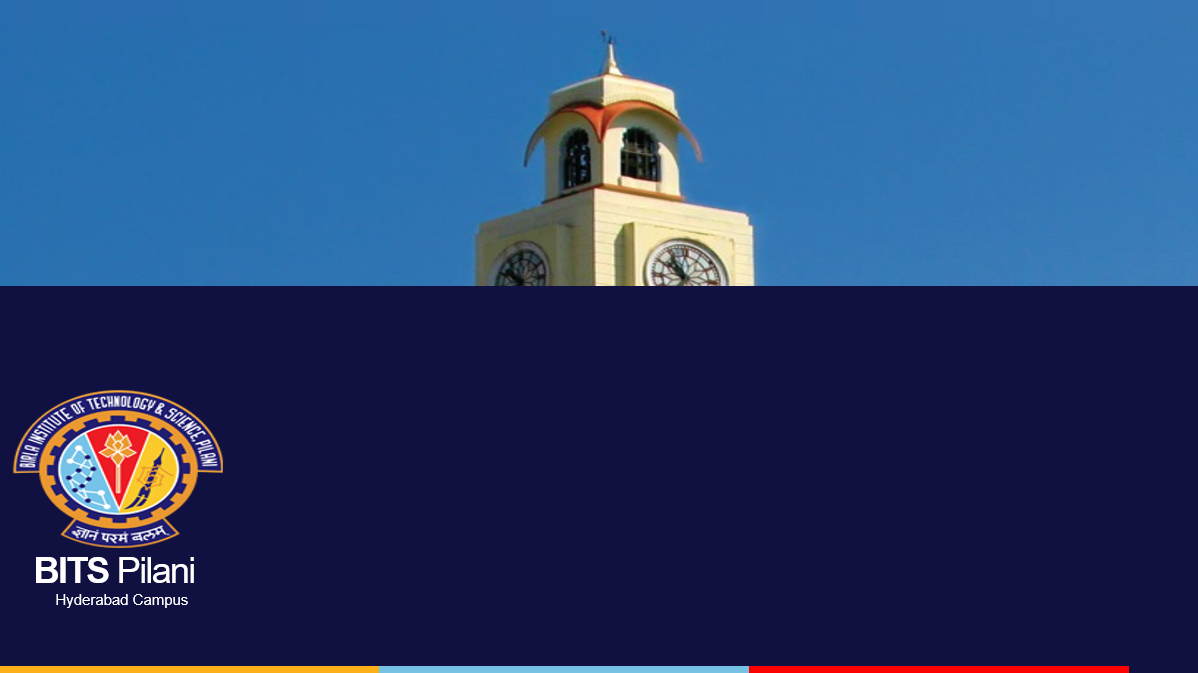 BIRLA INSTITUTE OF TECHNOLOGY & SCIENCE, PILANI
ज्ञानं परमं बलम्
BITS Pilani
Hyderabad Campus